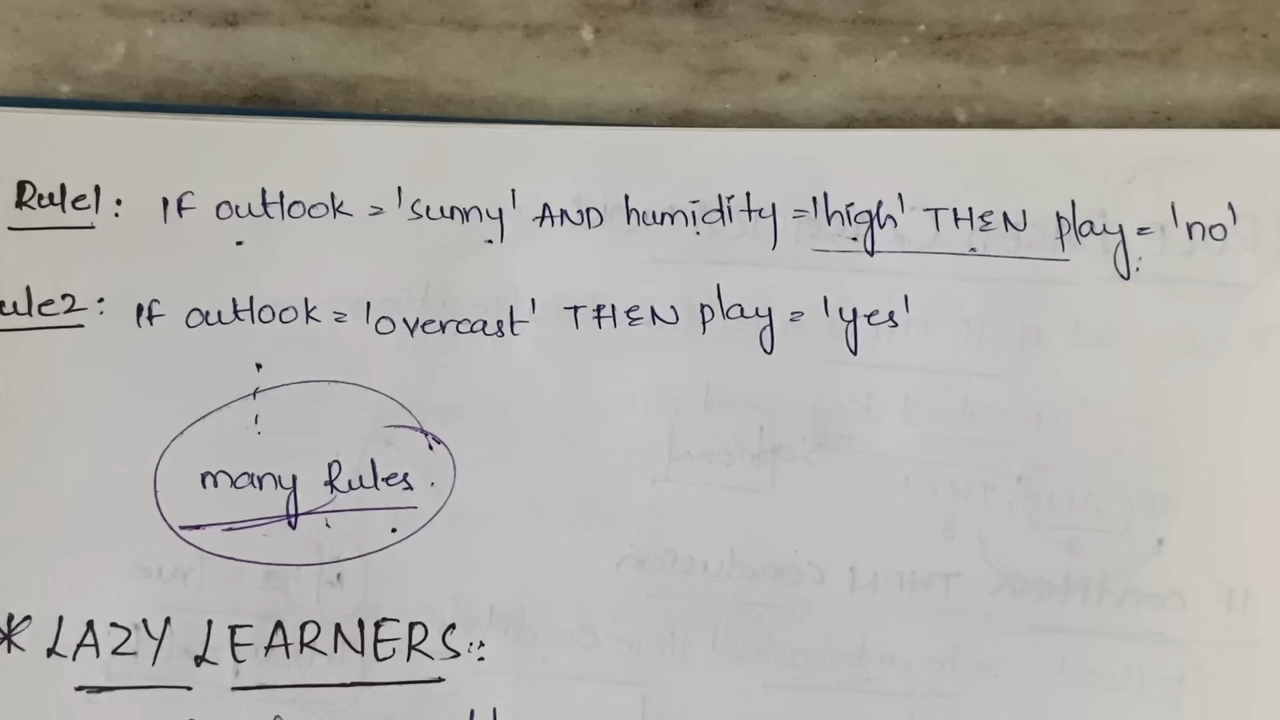 Rule1: IF outlook = 'sunny' AND humidity = 'high' THEN play = 'no'
ule2: If outlook = 'overcast' THEN play = 'yes'
many Rules.
* LAZY LEARNERS::